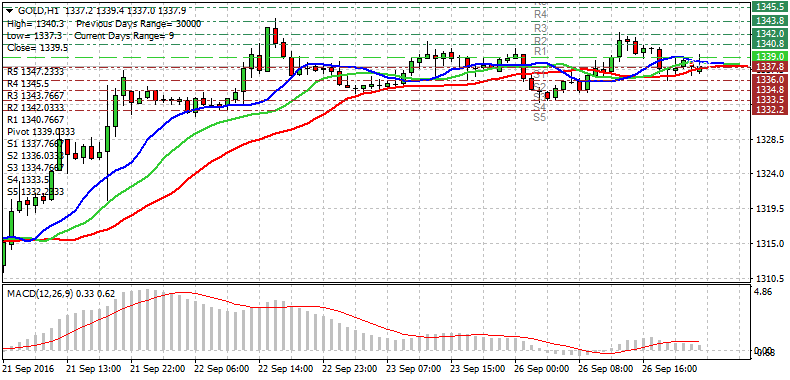 GOLD,H1 1337.2 1339.4 1337.0 1337.9
High= 1340.3 Previous Days Range= 30000
Low= 1337.3 Current Days Range= 9
Close= 1339.5
R5 1347.2333
R4 1345.5
R3 1343.7667
R2 1342.0333
R1 1340.7667
Pivot 1339.0333
S1 1337.7667
S2 1336.0333
S3 1334.7667
S4 1333.5
S5 1332.2333
R4
R3
R2
R1
S4
S5
1345.5
1343.8
1342.0
1340.8
1339.0
1337.8
1336.0
1334.8
1333.5
1332.2
1328.5
1324.0
1319.5
1315.0
1310.5
MACD(12,26,9) 0.33 0.62
4.86
21 Sep 2016
21 Sep 13:00
21 Sep 22:00
22 Sep 06:00
22 Sep 14:00
22 Sep 23:00
23 Sep 07:00
23 Sep 15:00
26 Sep 00:00
26 Sep 08:00
26 Sep 16:00